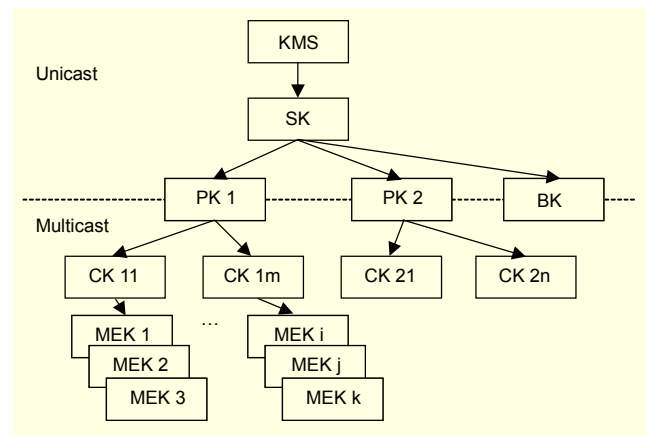 KMS
Unicast
SK
PK 1
PK 2
BK
Multicast
CK 11
CK 1m
CK 21
CK 2n
MEK 1
...
MEK i
MEK 2
MEK j
MEK 3
MEK k